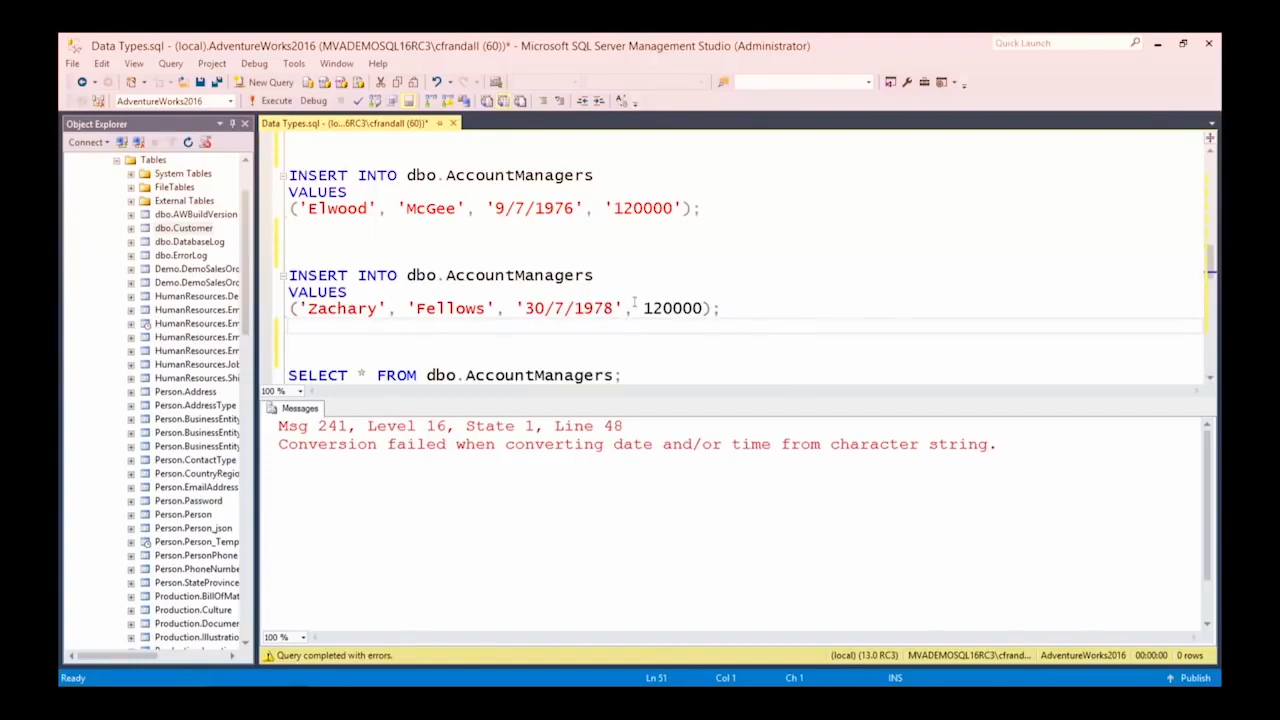 Data Types.sql - (local).AdventureWorks2016 (MVADEMOSQL16RC3\cfrandall (60))* - Microsoft SQL Server Management Studio (Administrator)
Quick Launch
File Edit View Query Project Debug Tools Window Help
New Query
AdventureWorks2016 Execute Debug
Object Explorer
Data Types.sql - (lo...6RC3\cfrandall (60))*
Connect
Tables
System Tables
FileTables
External Tables
dbo.AWBuildVersion
dbo.Customer
dbo.DatabaseLog
dbo.ErrorLog
Demo.DemoSalesOrc
Demo.DemoSalesOrc
HumanResources.De
HumanResources.Em
HumanResources.Em
HumanResources.Em
HumanResources.Em
HumanResources.Job
HumanResources.Shi
Person.Address
Person.AddressType
Person.BusinessEntity
Person.BusinessEntity
Person.BusinessEntity
Person.ContactType
Person.CountryRegio
Person.EmailAddress
Person.Password
Person.Person
Person.Person_json
Person.Person_Temp
Person.PersonPhone
Person.PhoneNumbe
Person.StateProvince
Production.BillOfMat
Production.Culture
Production.Documen
Production.Illustratio
INSERT INTO dbo.AccountManagers
VALUES
('Elwood', 'McGee', '9/7/1976', '120000');
INSERT INTO dbo.AccountManagers
VALUES
('Zachary', 'Fellows', '30/7/1978', 120000);
SELECT * FROM dbo.AccountManagers;
100 %
Messages
Msg 241, Level 16, State 1, Line 48
Conversion failed when converting date and/or time from character string.
100 %
Query completed with errors. (local) (13.0 RC3) MVADEMOSQL16RC3\cfrand... AdventureWorks2016 00:00:00 0 rows
Ready Ln 51 Col 1 Ch 1 INS Publish